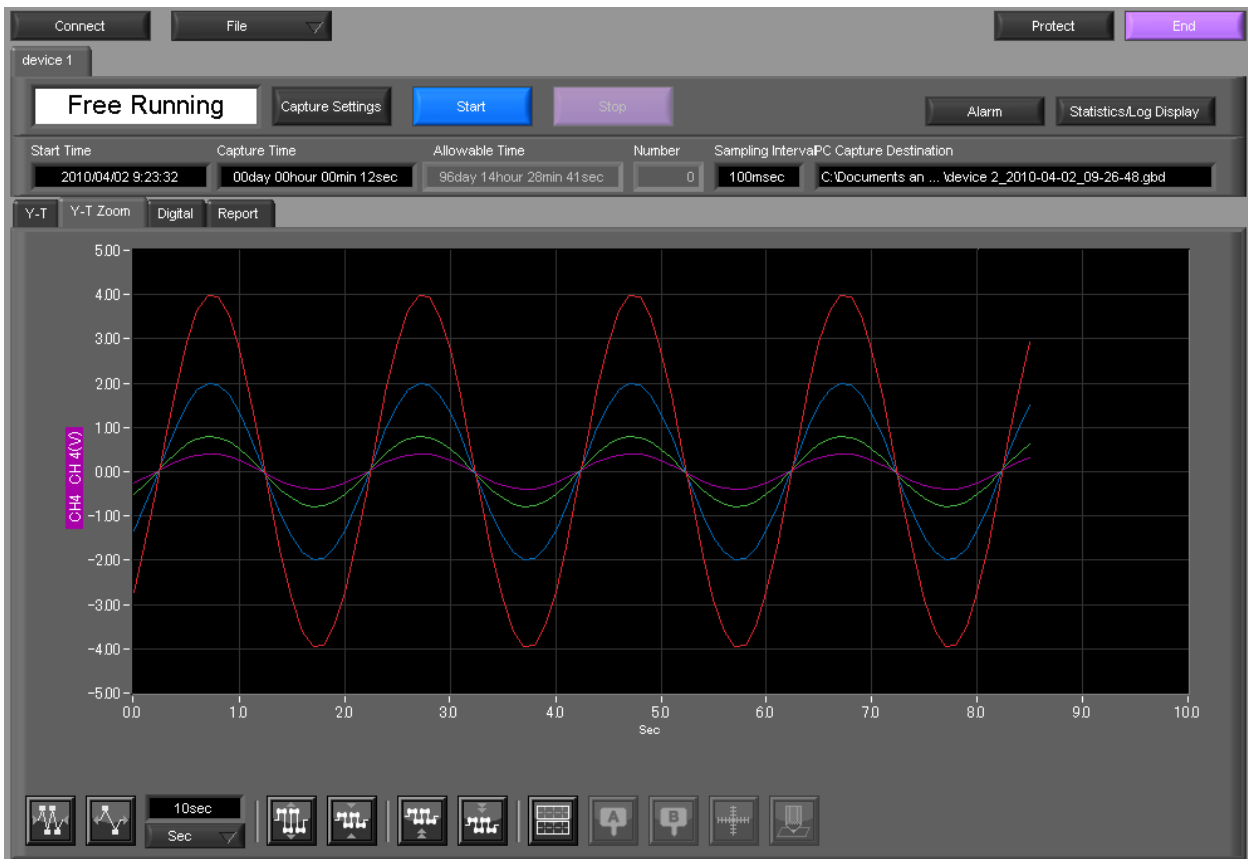 Connect File Protect End
device 1
Free Running Capture Settings Start Stop Alarm Statistics/Log Display
Start Time Capture Time Allowable Time Number Sampling Interval PC Capture Destination
2010/04/02 9:23:32 00day 00hour 00min 12sec 96day 14hour 28min 41sec 0 100msec C:\Documents an ... \device 2_2010-04-02_09-26-48.gbd
Y-T Y-T Zoom Digital Report
5.00
4.00
3.00
2.00
1.00
0.00
-1.00
-2.00
-3.00
-4.00
-5.00
CH4 CH 4(V)
0.0 1.0 2.0 3.0 4.0 5.0 6.0 7.0 8.0 9.0 10.0
Sec
10sec
Sec
A B